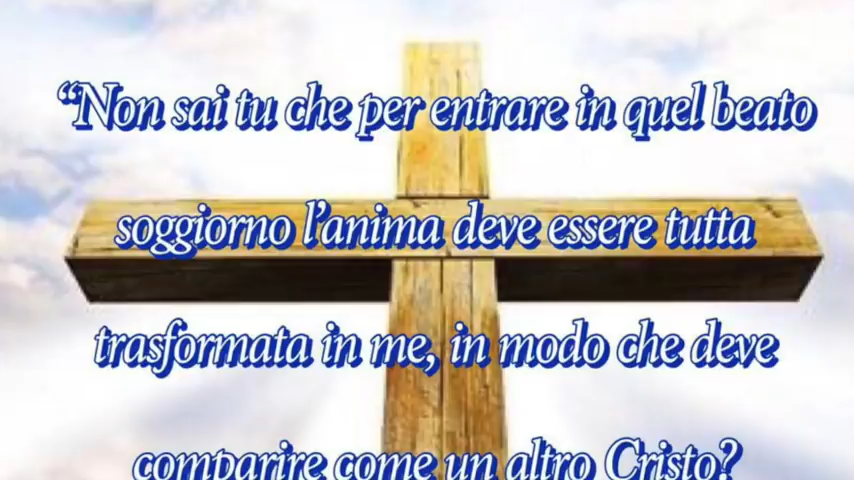 “Non sai tu che per entrare in quel beato
soggiorno l’anima deve essere tutta
trasformata in me, in modo che deve
comparire come un altro Cristo?